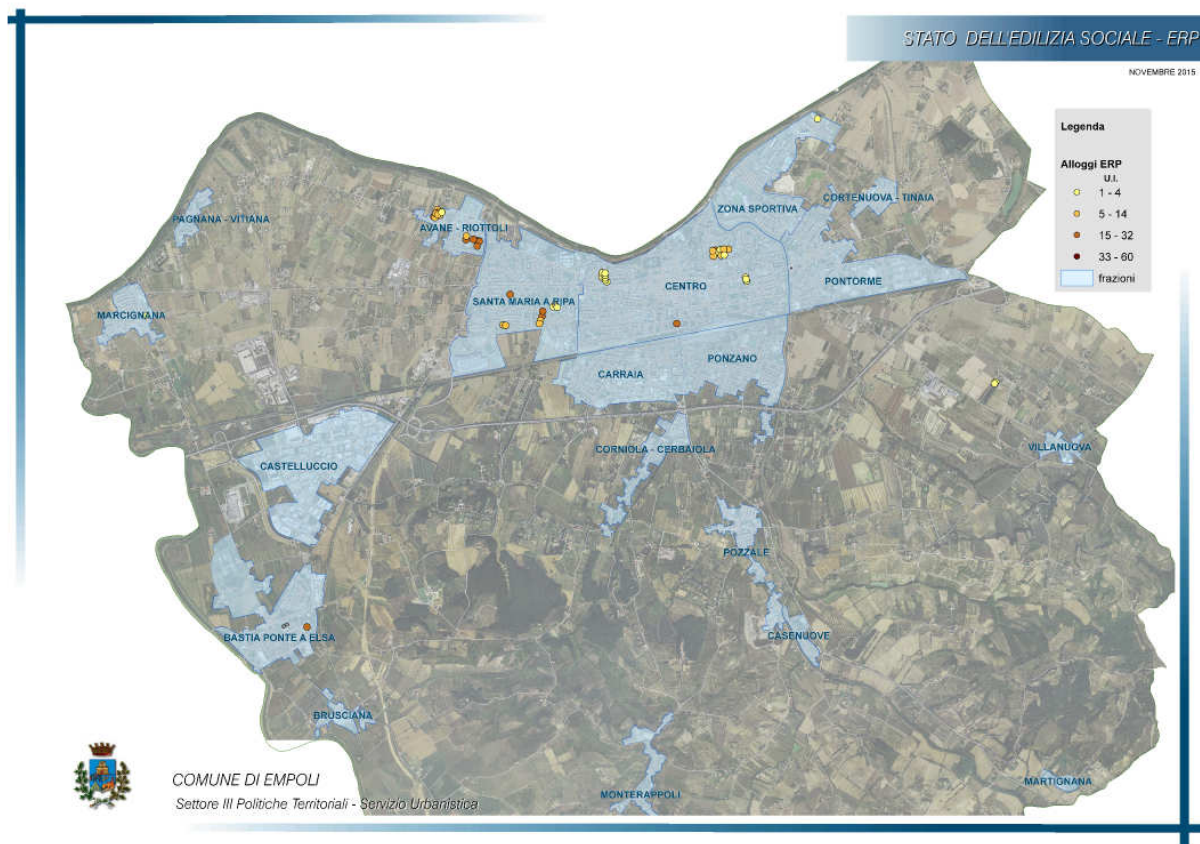 STATO DELL'EDILIZIA SOCIALE - ERP
NOVEMBRE 2015
Legenda
Alloggi ERP
U.I.
1 - 4
5 - 14
15 - 32
33 - 60
frazioni
PAGNANA - VITIANA
AVANE - RIOTTOLI
ZONA SPORTIVA
CORTENUOVA - TINAIA
MARCIGNANA
SANTA MARIA A RIPA
CENTRO
PONTORME
CARRAIA
PONZANO
CASTELLUCCIO
CORNIOLA - CERBAIOLA
VILLANUOVA
POZZALE
BASTIA PONTE A ELSA
CASENUOVE
BRUSCIANA
MONTERAPPOLI
MARTIGNANA
COMUNE DI EMPOLI
Settore III Politiche Territoriali - Servizio Urbanistica